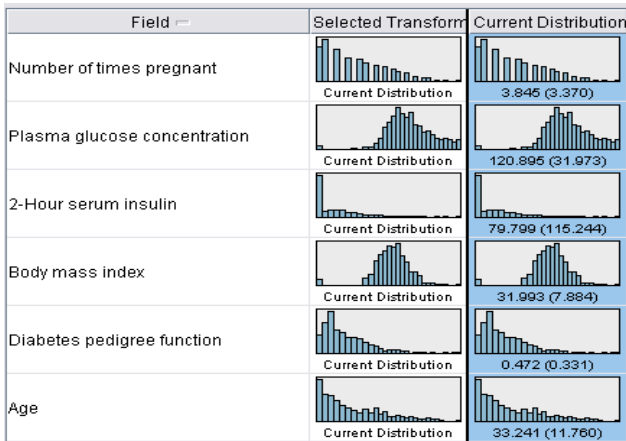 Field Selected Transform Current Distribution
Number of times pregnant
Current Distribution 3.845 (3.370)
Plasma glucose concentration
Current Distribution 120.895 (31.973)
2-Hour serum insulin
Current Distribution 79.799 (115.244)
Body mass index
Current Distribution 31.993 (7.884)
Diabetes pedigree function
Current Distribution 0.472 (0.331)
Age
Current Distribution 33.241 (11.760)